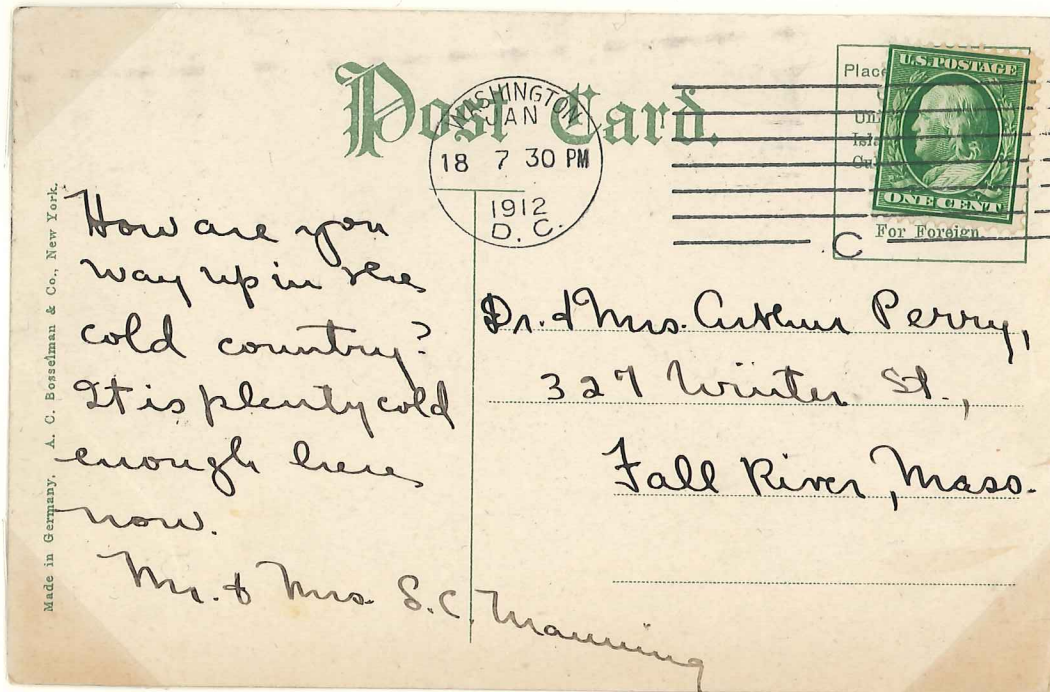 Post Card.
WASHINGTON
JAN
18 7 30 PM
1912
D. C.
C
Place
U.S. POSTAGE
ONE CENT
For Foreign
How are you
way up in the
cold country?
It is plenty cold
enough here
now.
Mr. & Mrs. S. C. Manning
Dr. & Mrs. Arthur Perry,
327 Winter St.,
Fall River, Mass.
Made in Germany. A. C. Bosselman & Co., New York.